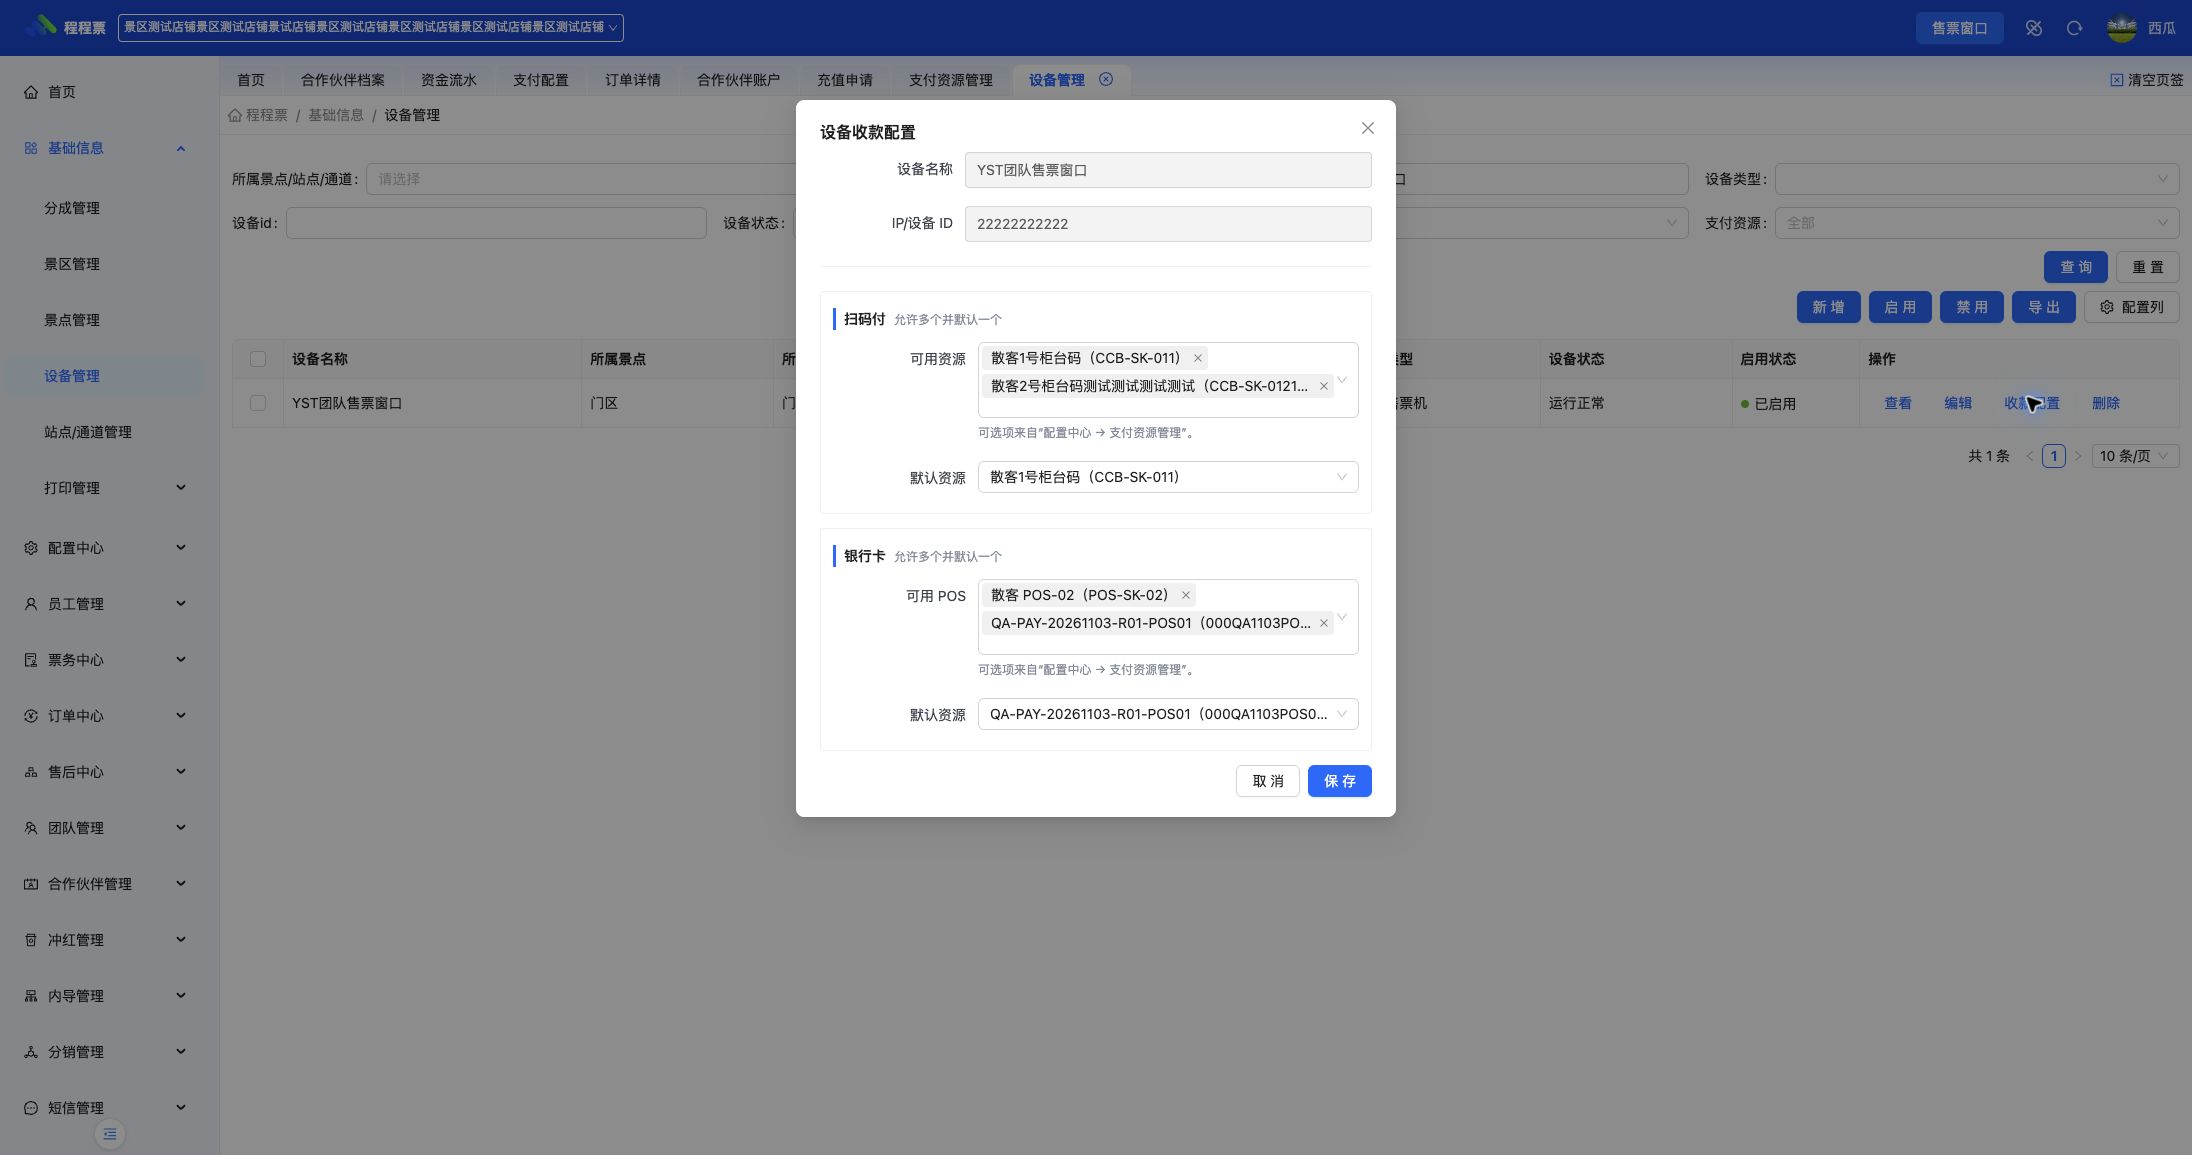 程程票 景区测试店铺景区测试店铺景试店铺景区测试店铺景区测试店铺景区测试店铺景区测试店铺 售票窗口 西瓜
首页
基础信息
分成管理
景区管理
景点管理
设备管理
站点/通道管理
打印管理
配置中心
员工管理
票务中心
订单中心
售后中心
团队管理
合作伙伴管理
冲红管理
内导管理
分销管理
短信管理
首页 合作伙伴档案 资金流水 支付配置 订单详情 合作伙伴账户 充值申请 支付资源管理 设备管理 清空页签
程程票 / 基础信息 / 设备管理
所属景点/站点/通道: 请选择 口 设备类型:
设备id: 设备状态: 支付资源: 全部
查询 重置
新增 启用 禁用 导出 配置列
设备名称 所属景点 所 类型 设备状态 启用状态 操作
YST团队售票窗口 门区 门 售票机 运行正常 已启用 查看 编辑 收款配置 删除
共 1 条 1 10 条/页
设备收款配置
设备名称 YST团队售票窗口
IP/设备 ID 22222222222
扫码付 允许多个并默认一个
可用资源 散客1号柜台码（CCB-SK-011）
散客2号柜台码测试测试测试测试（CCB-SK-0121...
可选项来自“配置中心 → 支付资源管理”。
默认资源 散客1号柜台码（CCB-SK-011）
银行卡 允许多个并默认一个
可用 POS 散客 POS-02（POS-SK-02）
QA-PAY-20261103-R01-POS01（000QA1103PO...
可选项来自“配置中心 → 支付资源管理”。
默认资源 QA-PAY-20261103-R01-POS01（000QA1103POS0...
取消 保存